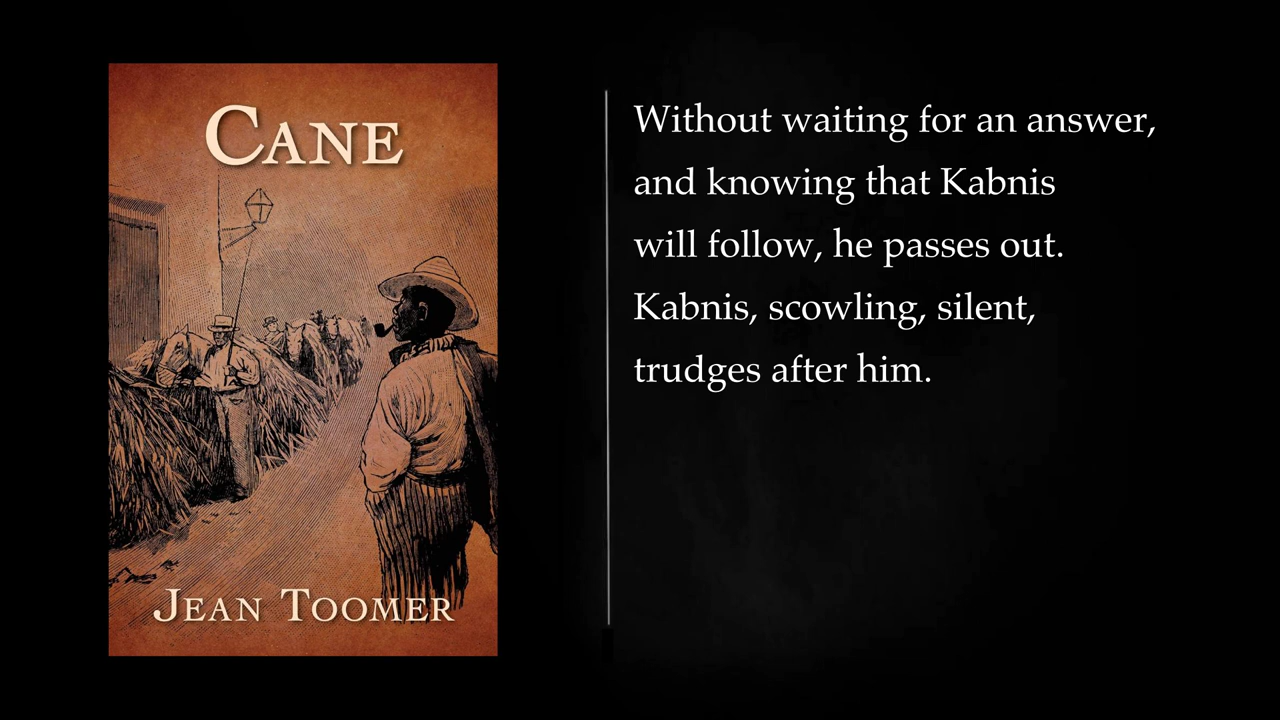 CANE
JEAN TOOMER
Without waiting for an answer,
and knowing that Kabnis
will follow, he passes out.
Kabnis, scowling, silent,
trudges after him.